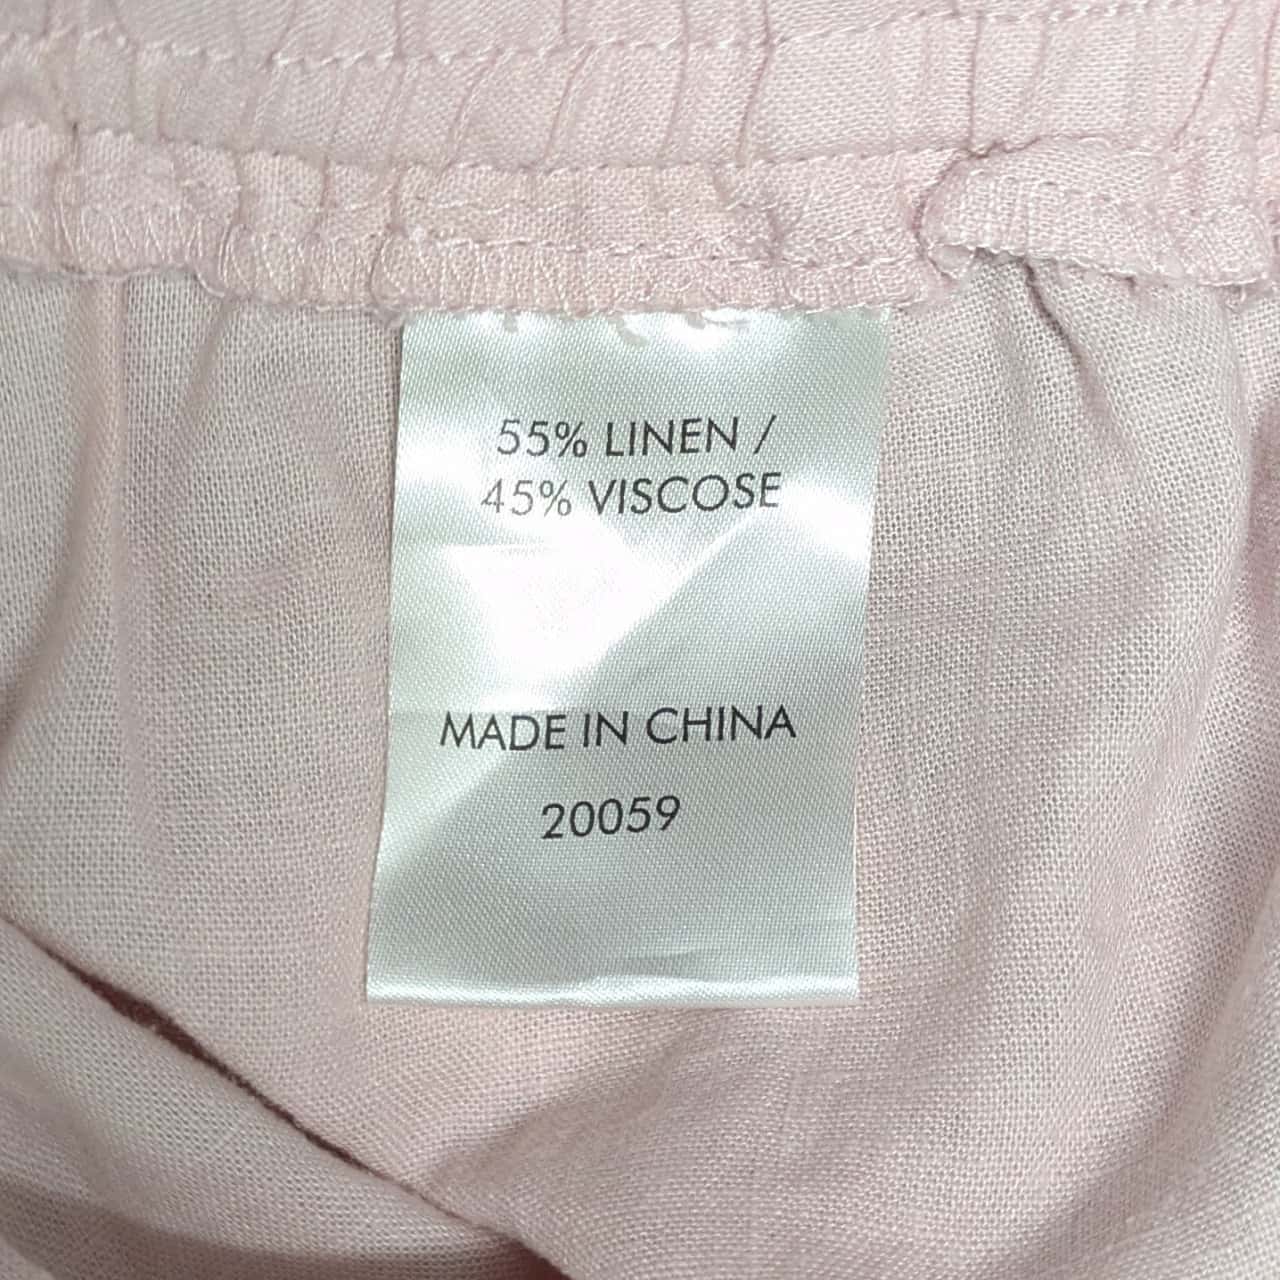 55% LINEN /
45% VISCOSE
MADE IN CHINA
20059